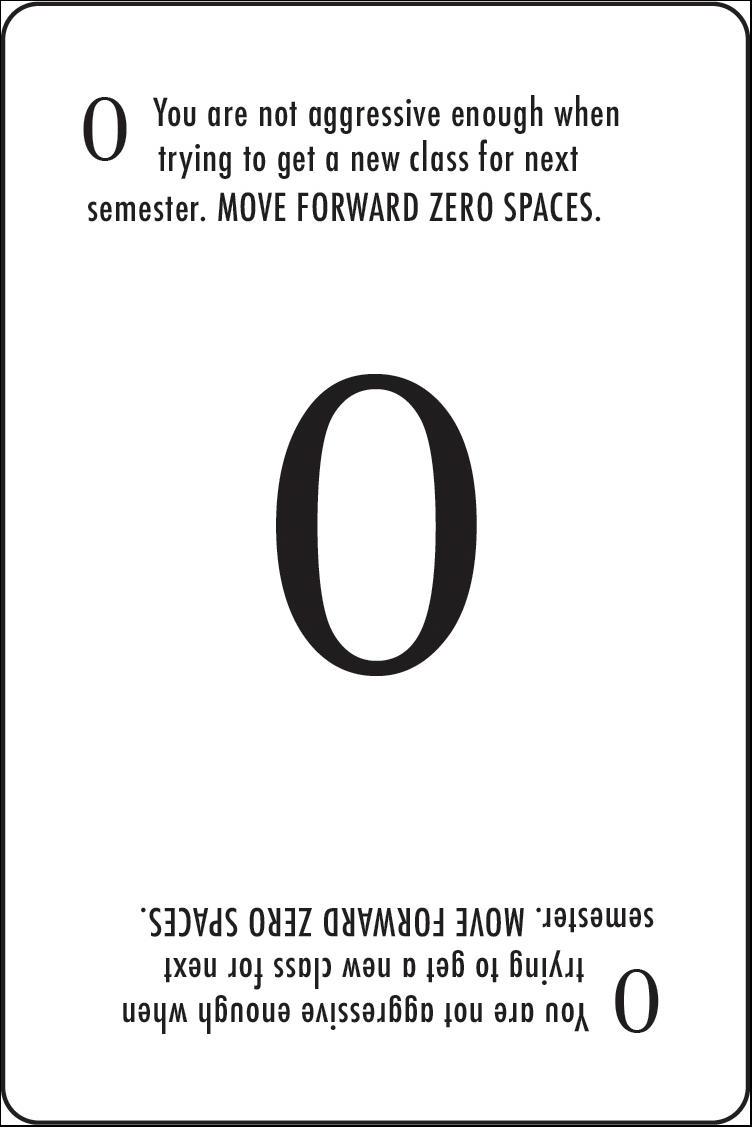 0 You are not aggressive enough when
trying to get a new class for next
semester. MOVE FORWARD ZERO SPACES.
0
0 You are not aggressive enough when
trying to get a new class for next
semester. MOVE FORWARD ZERO SPACES.